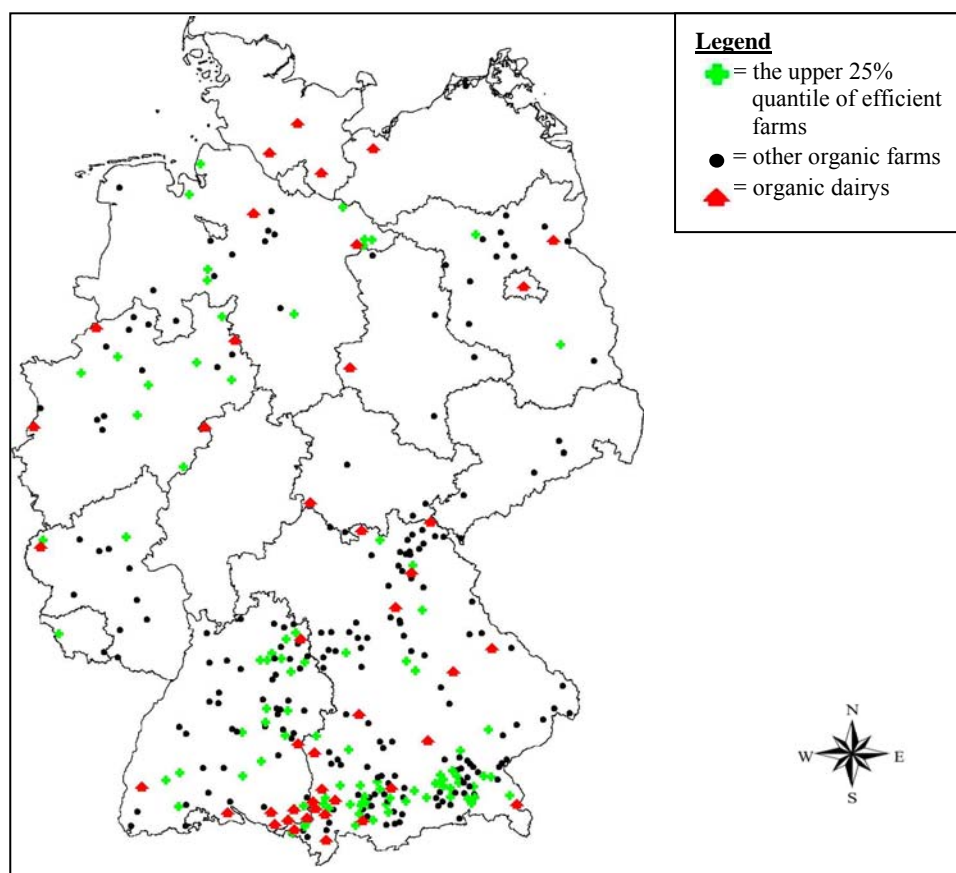 Legend
= the upper 25%
quantile of efficient
farms
= other organic farms
= organic dairys
N
W E
S